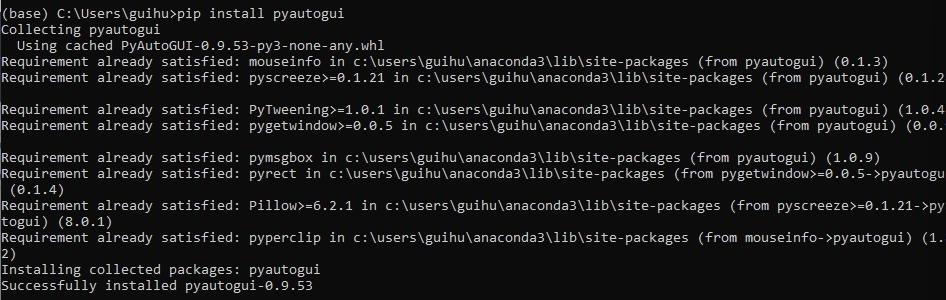 (base) C:\Users\guihu>pip install pyautogui
Collecting pyautogui
  Using cached PyAutoGUI-0.9.53-py3-none-any.whl
Requirement already satisfied: mouseinfo in c:\users\guihu\anaconda3\lib\site-packages (from pyautogui) (0.1.3)
Requirement already satisfied: pyscreeze>=0.1.21 in c:\users\guihu\anaconda3\lib\site-packages (from pyautogui) (0.1.2
Requirement already satisfied: PyTweening>=1.0.1 in c:\users\guihu\anaconda3\lib\site-packages (from pyautogui) (1.0.4
Requirement already satisfied: pygetwindow>=0.0.5 in c:\users\guihu\anaconda3\lib\site-packages (from pyautogui) (0.0.
Requirement already satisfied: pymsgbox in c:\users\guihu\anaconda3\lib\site-packages (from pyautogui) (1.0.9)
Requirement already satisfied: pyrect in c:\users\guihu\anaconda3\lib\site-packages (from pygetwindow>=0.0.5->pyautogu
 (0.1.4)
Requirement already satisfied: Pillow>=6.2.1 in c:\users\guihu\anaconda3\lib\site-packages (from pyscreeze>=0.1.21->py
togui) (8.0.1)
Requirement already satisfied: pyperclip in c:\users\guihu\anaconda3\lib\site-packages (from mouseinfo->pyautogui) (1.
2)
Installing collected packages: pyautogui
Successfully installed pyautogui-0.9.53